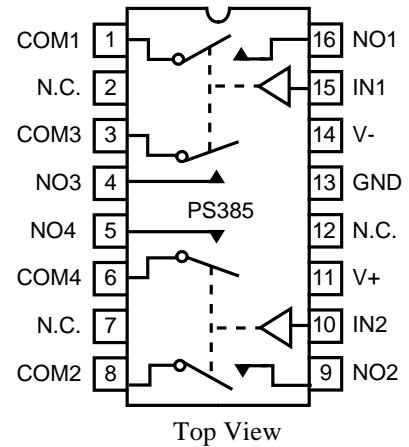 COM1 1 16 NO1
N.C. 2 15 IN1
COM3 3 14 V-
NO3 4 13 GND
PS385
NO4 5 12 N.C.
COM4 6 11 V+
N.C. 7 10 IN2
COM2 8 9 NO2
Top View